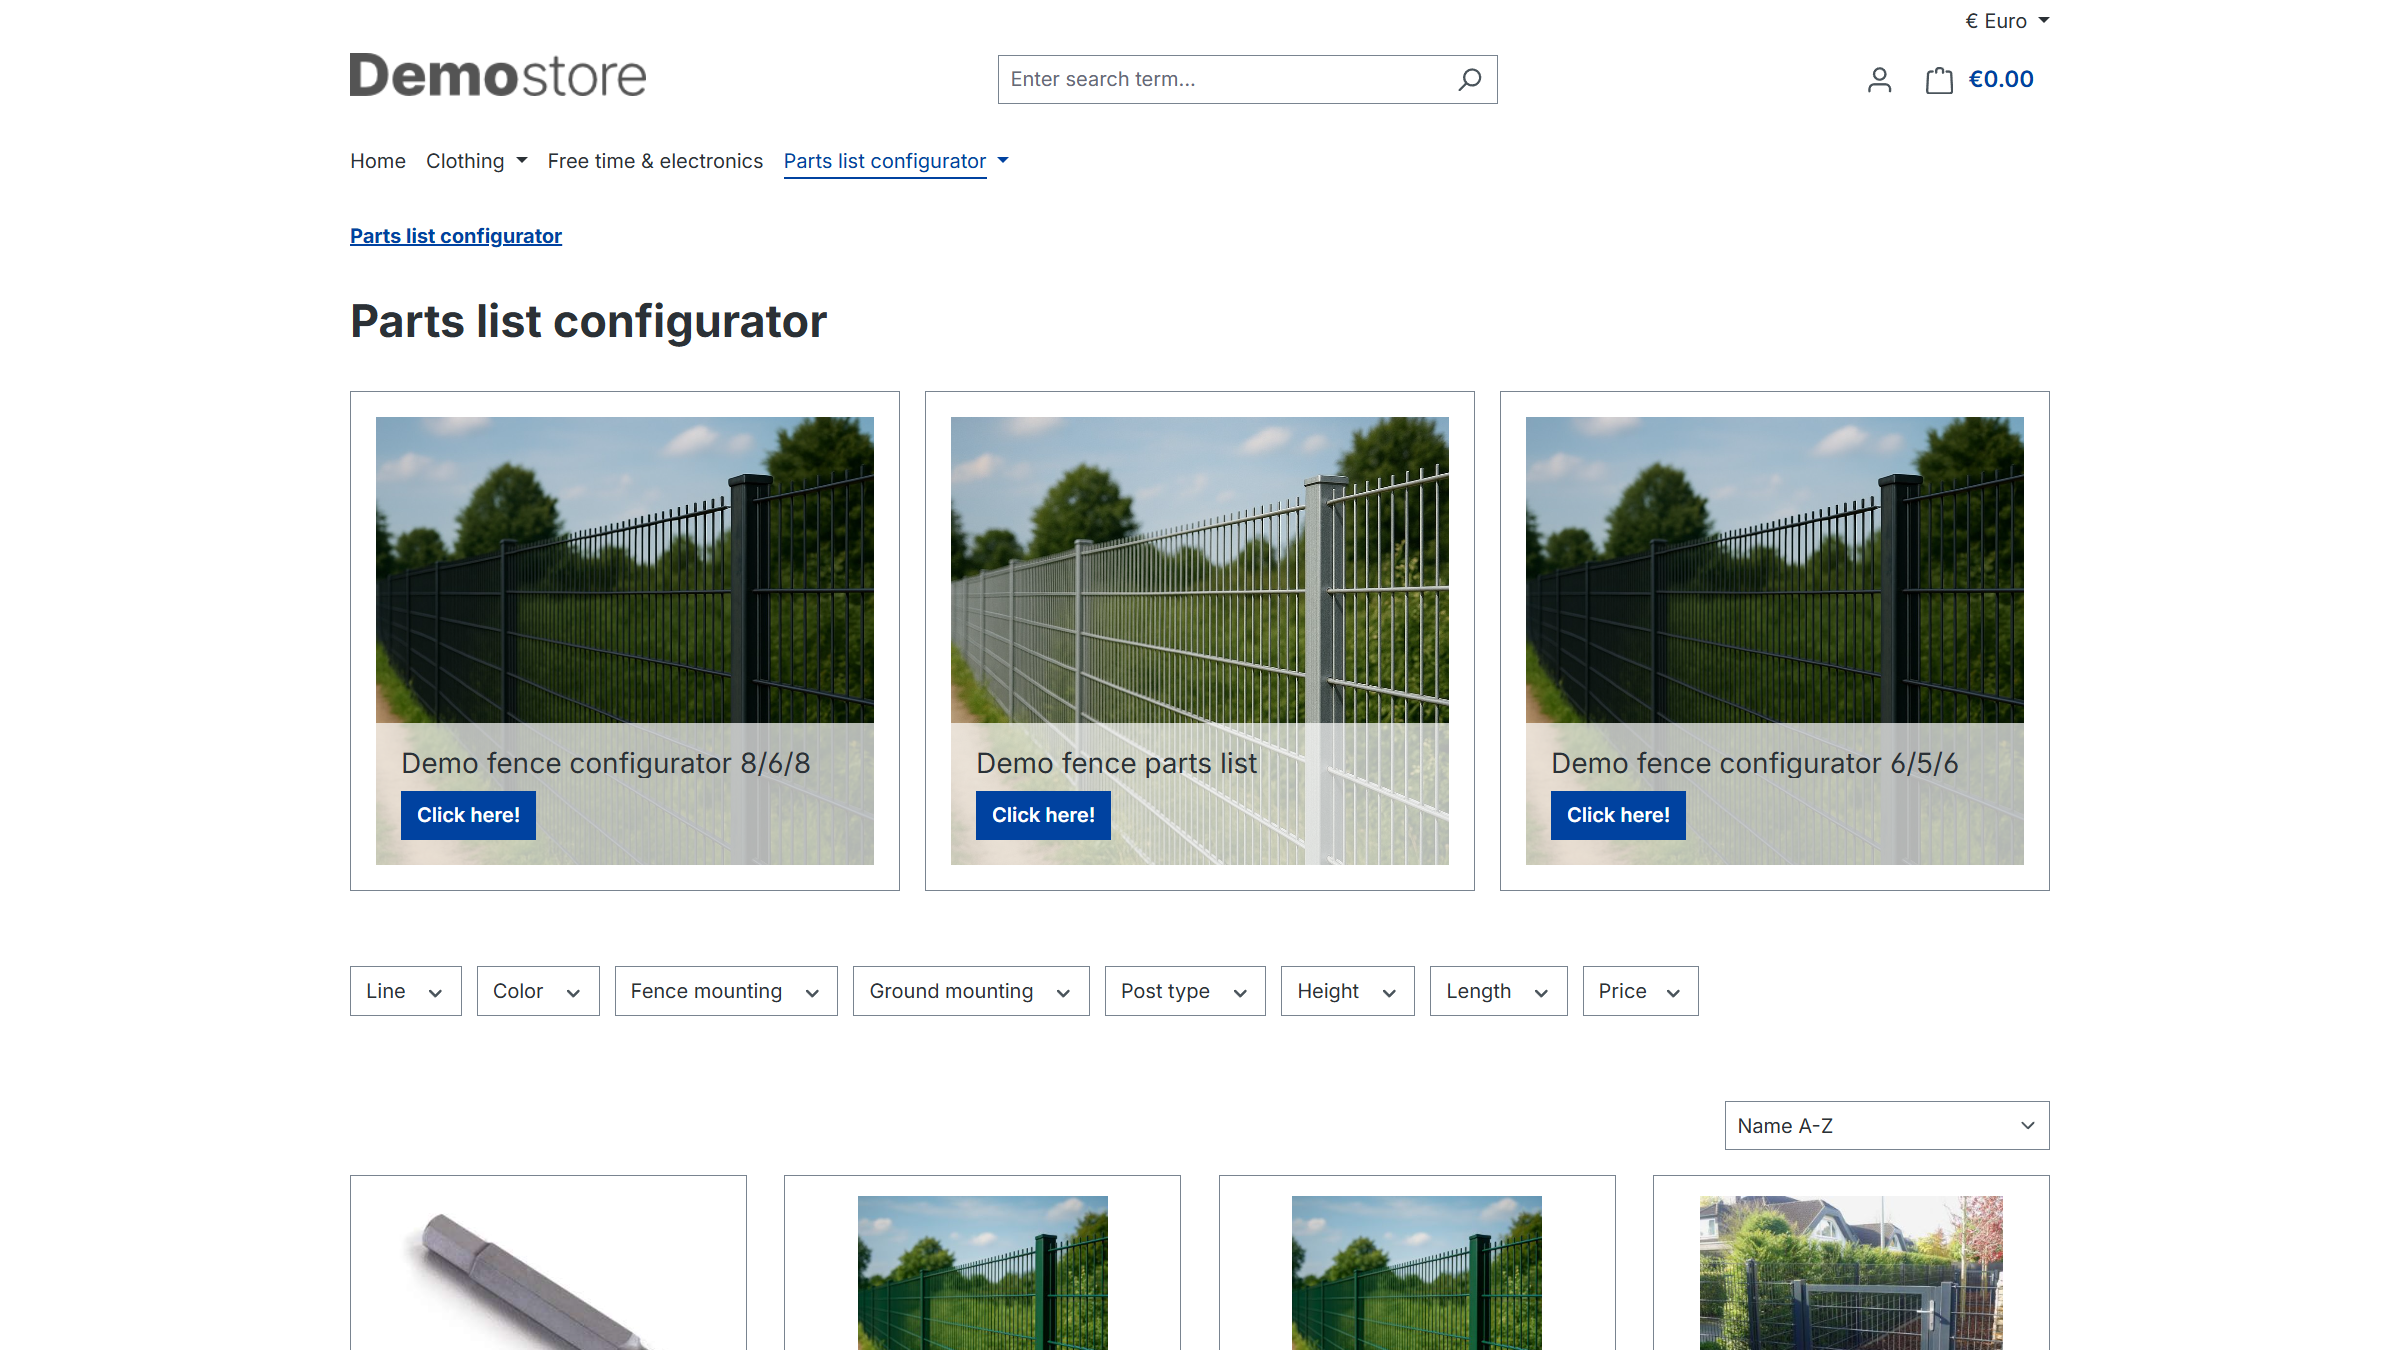 € Euro
Demostore
Enter search term...
€0.00
Home Clothing Free time & electronics Parts list configurator
Parts list configurator
Parts list configurator
Demo fence configurator 8/6/8
Click here!
Demo fence parts list
Click here!
Demo fence configurator 6/5/6
Click here!
Line Color Fence mounting Ground mounting Post type Height Length Price
Name A-Z